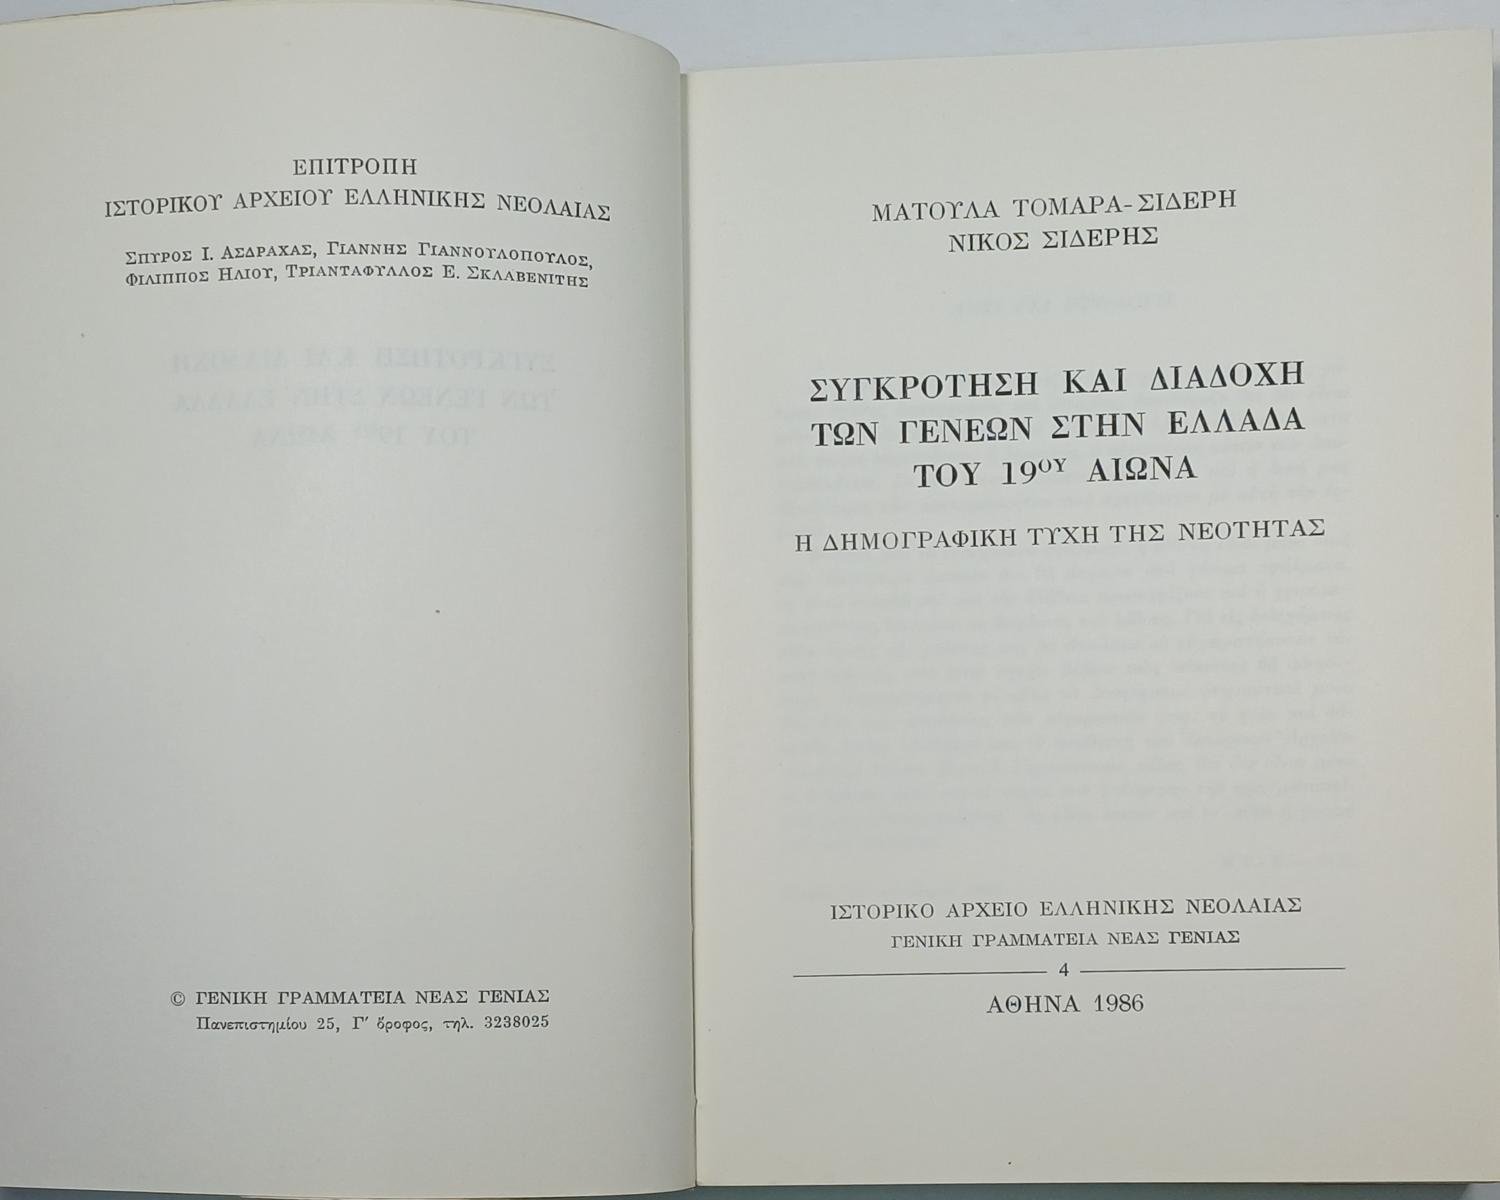 ΕΠΙΤΡΟΠΗ
ΙΣΤΟΡΙΚΟΥ ΑΡΧΕΙΟΥ ΕΛΛΗΝΙΚΗΣ ΝΕΟΛΑΙΑΣ
ΣΠΥΡΟΣ Ι. ΑΣΔΡΑΧΑΣ, ΓΙΑΝΝΗΣ ΓΙΑΝΝΟΥΛΟΠΟΥΛΟΣ,
ΦΙΛΙΠΠΟΣ ΗΛΙΟΥ, ΤΡΙΑΝΤΑΦΥΛΛΟΣ Ε. ΣΚΛΑΒΕΝΙΤΗΣ
© ΓΕΝΙΚΗ ΓΡΑΜΜΑΤΕΙΑ ΝΕΑΣ ΓΕΝΙΑΣ
Πανεπιστημίου 25, Γ' ὄροφος, τηλ. 3238025
ΜΑΤΟΥΛΑ ΤΟΜΑΡΑ-ΣΙΔΕΡΗ
ΝΙΚΟΣ ΣΙΔΕΡΗΣ
ΣΥΓΚΡΟΤΗΣΗ ΚΑΙ ΔΙΑΔΟΧΗ
ΤΩΝ ΓΕΝΕΩΝ ΣΤΗΝ ΕΛΛΑΔΑ
ΤΟΥ 19ΟΥ ΑΙΩΝΑ
Η ΔΗΜΟΓΡΑΦΙΚΗ ΤΥΧΗ ΤΗΣ ΝΕΟΤΗΤΑΣ
ΙΣΤΟΡΙΚΟ ΑΡΧΕΙΟ ΕΛΛΗΝΙΚΗΣ ΝΕΟΛΑΙΑΣ
ΓΕΝΙΚΗ ΓΡΑΜΜΑΤΕΙΑ ΝΕΑΣ ΓΕΝΙΑΣ
4
ΑΘΗΝΑ 1986